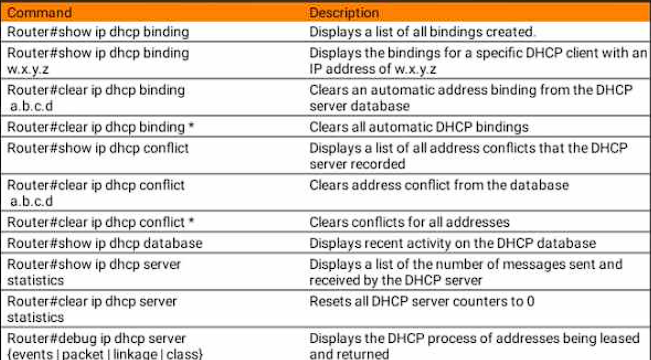 Command Description
Router#show ip dhcp binding Displays a list of all bindings created.
Router#show ip dhcp binding Displays the bindings for a specific DHCP client with an
w.x.y.z IP address of w.x.y.z
Router#clear ip dhcp binding Clears an automatic address binding from the DHCP
a.b.c.d server database
Router#clear ip dhcp binding * Clears all automatic DHCP bindings
Router#show ip dhcp conflict Displays a list of all address conflicts that the DHCP
server recorded
Router#clear ip dhcp conflict Clears address conflict from the database
a.b.c.d
Router#clear ip dhcp conflict * Clears conflicts for all addresses
Router#show ip dhcp database Displays recent activity on the DHCP database
Router#show ip dhcp server Displays a list of the number of messages sent and
statistics received by the DHCP server
Router#clear ip dhcp server Resets all DHCP server counters to 0
statistics
Router#debug ip dhcp server Displays the DHCP process of addresses being leased
{events | packet | linkage | class} and returned